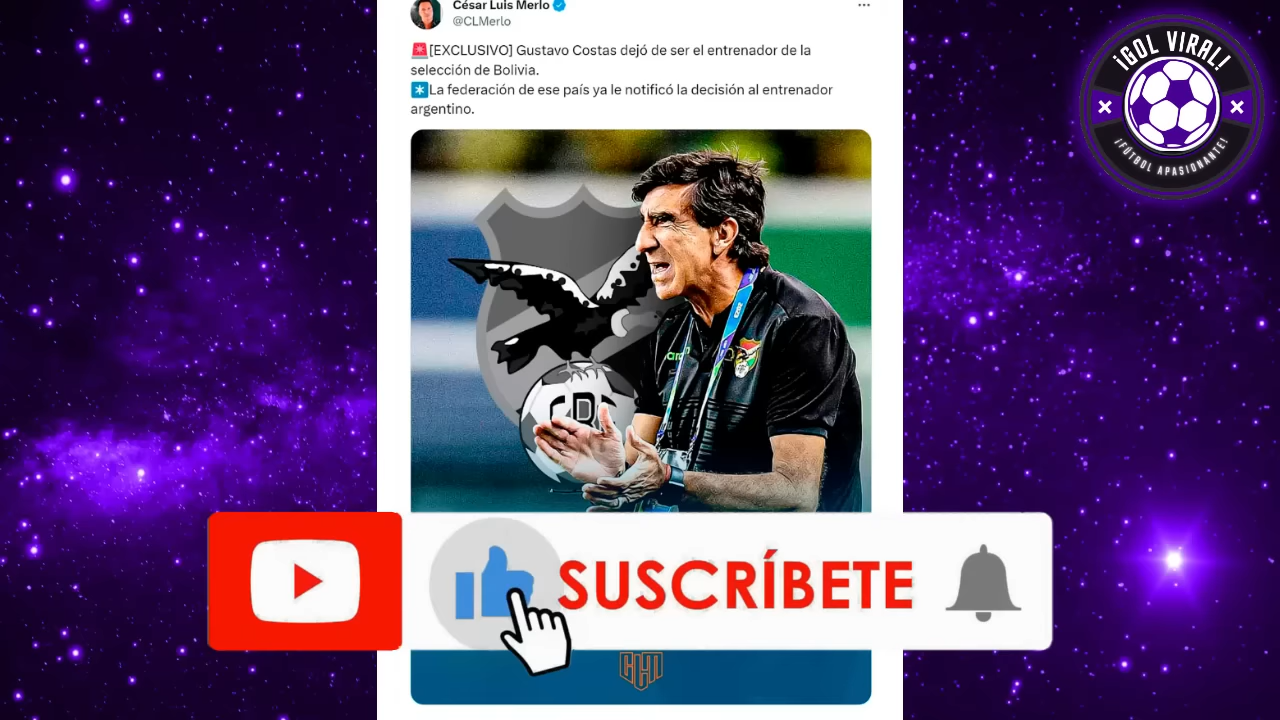 César Luis Merlo
@CLMerlo
🚨[EXCLUSIVO] Gustavo Costas dejó de ser el entrenador de la
selección de Bolivia.
*️⃣La federación de ese país ya le notificó la decisión al entrenador
argentino.
¡GOL VIRAL!
¡FÚTBOL APASIONANTE!
SUSCRÍBETE
CLM